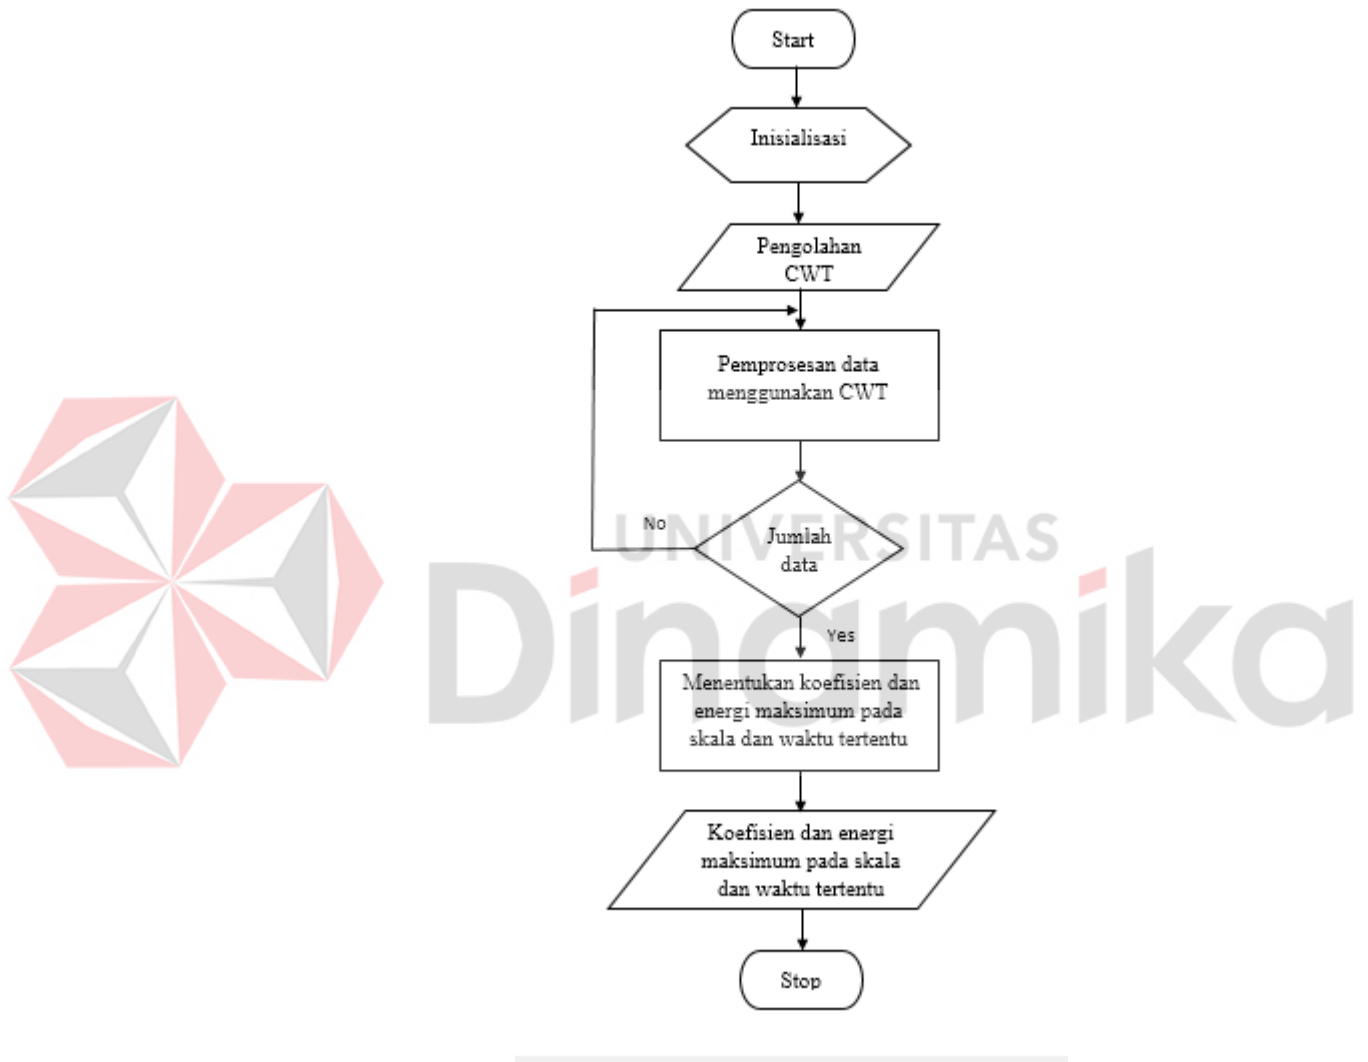 Start
Inisialisasi
Pengolahan
CWT
Pemprosesan data
menggunakan CWT
No
UNIVERSITAS
Jumlah
data
Dinamika
Yes
Menentukan koefisien dan
energi maksimum pada
skala dan waktu tertentu
Koefisien dan energi
maksimum pada skala
dan waktu tertentu
Stop